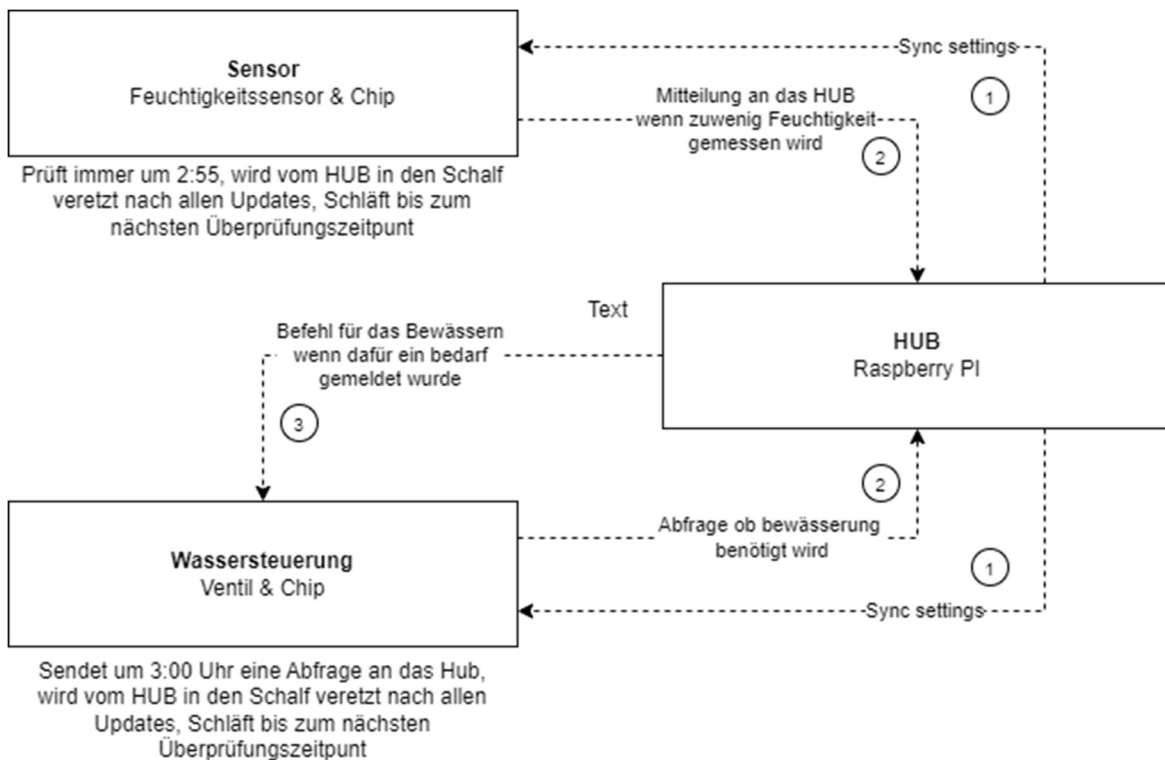 Sync settings
Sensor
Feuchtigkeitssensor & Chip
1
Mitteilung an das HUB
wenn zuwenig Feuchtigkeit
gemessen wird
2
Prüft immer um 2:55, wird vom HUB in den Schalf
veretzt nach allen Updates, Schläft bis zum
nächsten Überprüfungszeitpunt
Text
Befehl für das Bewässern
wenn dafür ein bedarf
gemeldet wurde
HUB
Raspberry PI
3
2
Abfrage ob bewässerung
benötigt wird
Wassersteuerung
Ventil & Chip
1
Sync settings
Sendet um 3:00 Uhr eine Abfrage an das Hub,
wird vom HUB in den Schalf veretzt nach allen
Updates, Schläft bis zum nächsten
Überprüfungszeitpunt